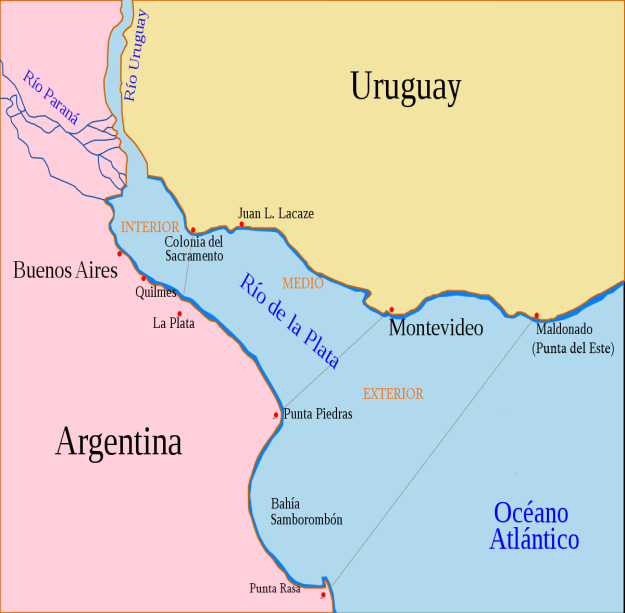 Río Uruguay
Río Paraná
Uruguay
Juan L. Lacaze
INTERIOR
Colonia del
Sacramento
Buenos Aires
Quilmes
MEDIO
Río de la Plata
La Plata
Montevideo
Maldonado
(Punta del Este)
EXTERIOR
Punta Piedras
Argentina
Bahía
Samborombón
Océano
Atlántico
Punta Rasa